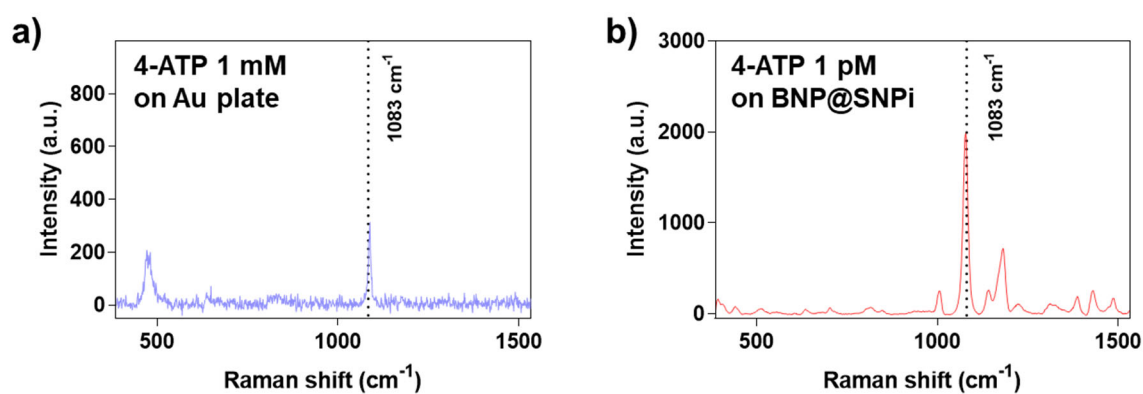 a)
4-ATP 1 mM
on Au plate
1083 cm⁻¹
Intensity (a.u.)
800
600
400
200
0
500
1000
1500
Raman shift (cm⁻¹)
b)
4-ATP 1 pM
on BNP@SNPi
1083 cm⁻¹
Intensity (a.u.)
3000
2000
1000
0
500
1000
1500
Raman shift (cm⁻¹)